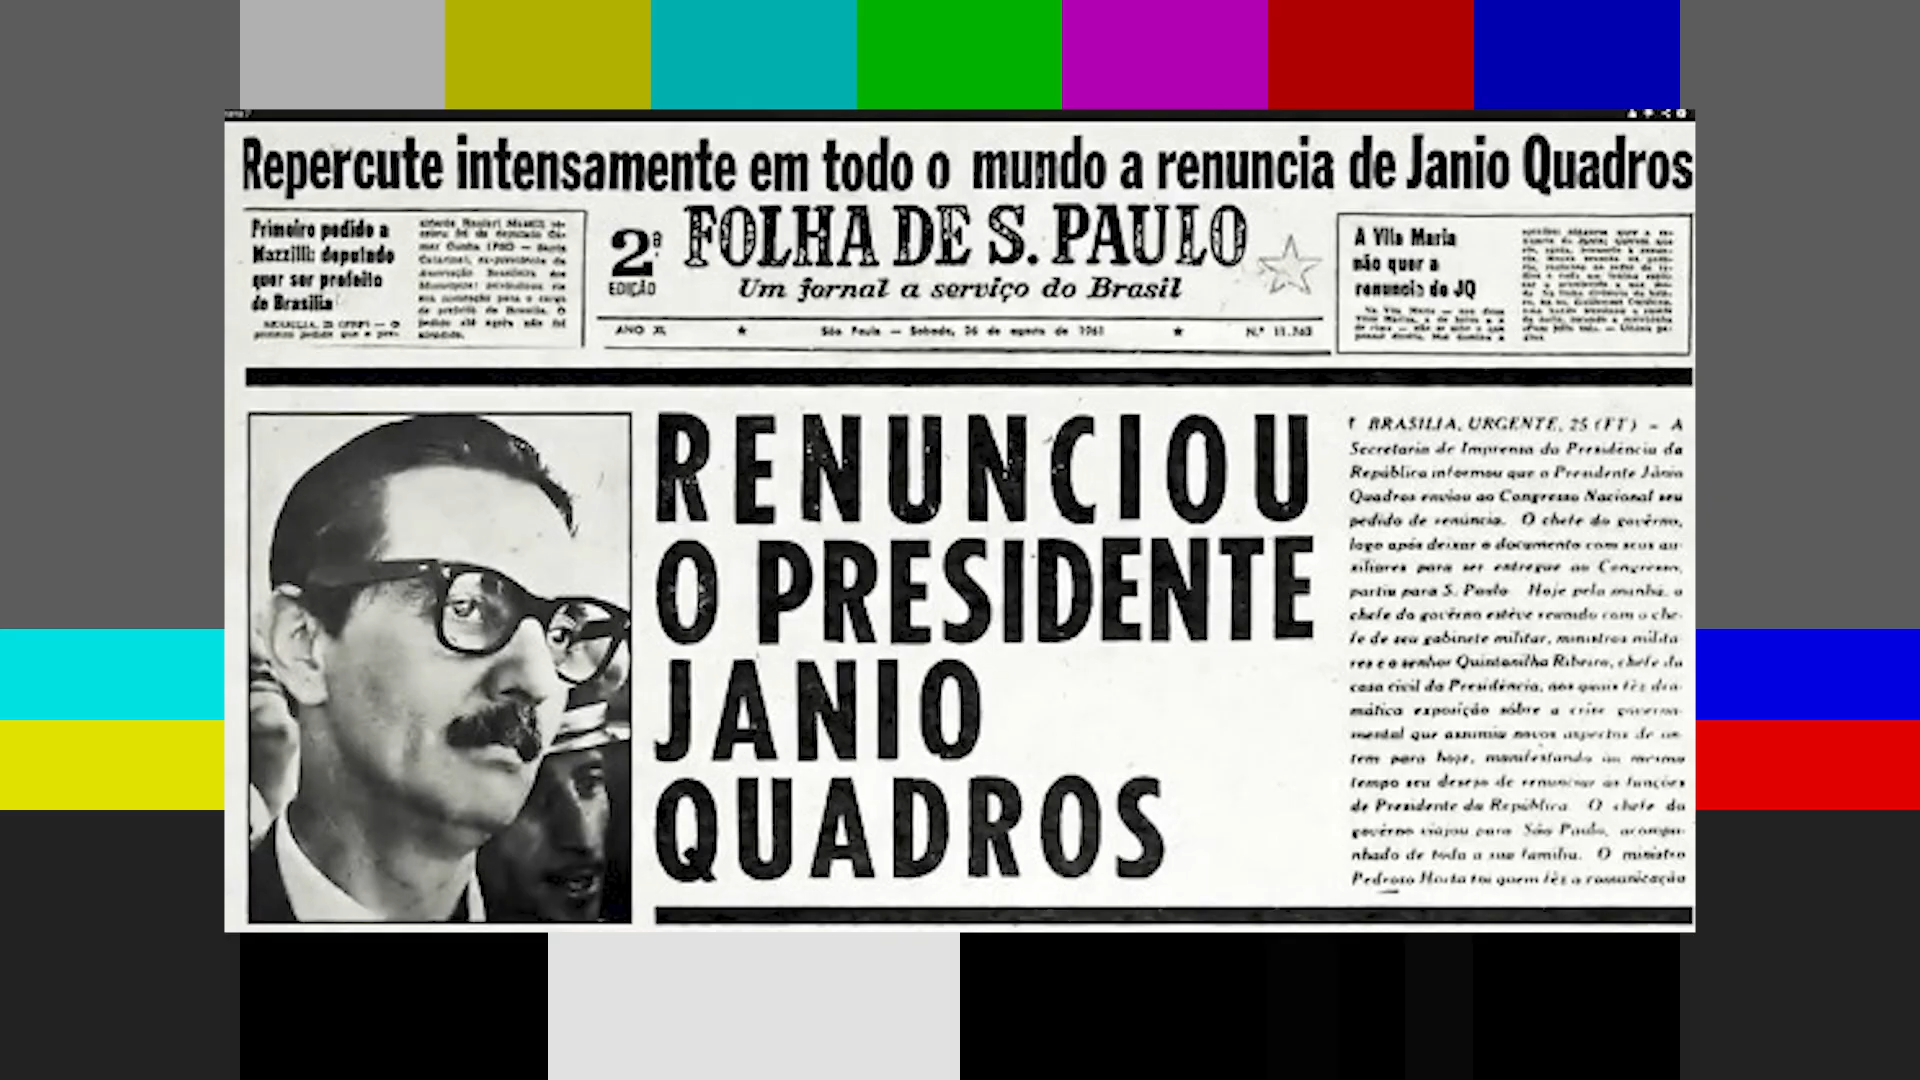 Repercute intensamente em todo o mundo a renuncia de Janio Quadros
Primeiro pedido a
Mazzilli: deputado
quer ser prefeito
de Brasilia
2ª
EDIÇÃO
FOLHA DE S. PAULO
Um jornal a serviço do Brasil
ANO XL ★ São Paulo — Sabado, 26 de agosto de 1961 ★ N.º 11.762
A Vila Maria
não quer a
renuncia de JQ
RENUNCIOU
O PRESIDENTE
JANIO
QUADROS
BRASILIA, URGENTE, 25 (FT) – A
Secretaria de Imprensa da Presidência da
República informou que o Presidente Jânio
Quadros enviou ao Congresso Nacional seu
pedido de renúncia. O chefe do govêrno,
logo após deixar o documento com seus au-
xiliares para ser entregue ao Congresso,
partiu para S. Paulo Hoje pela manhã, o
chefe do govêrno estêve reunido com o che-
fe de seu gabinete militar, ministros milita-
res e o senhor Quintanilha Ribeiro, chefe da
casa civil da Presidência, aos quais fêz dra-
mática exposição sôbre a crise governa-
mental que assumiu novos aspectos de on-
tem para hoje, manifestando ao mesmo
tempo seu desejo de renunciar às funções
de Presidente da República. O chefe do
govêrno viajou para São Paulo, acompa-
nhado de toda a sua família. O ministro
Pedroso Horta foi quem fêz a comunicação